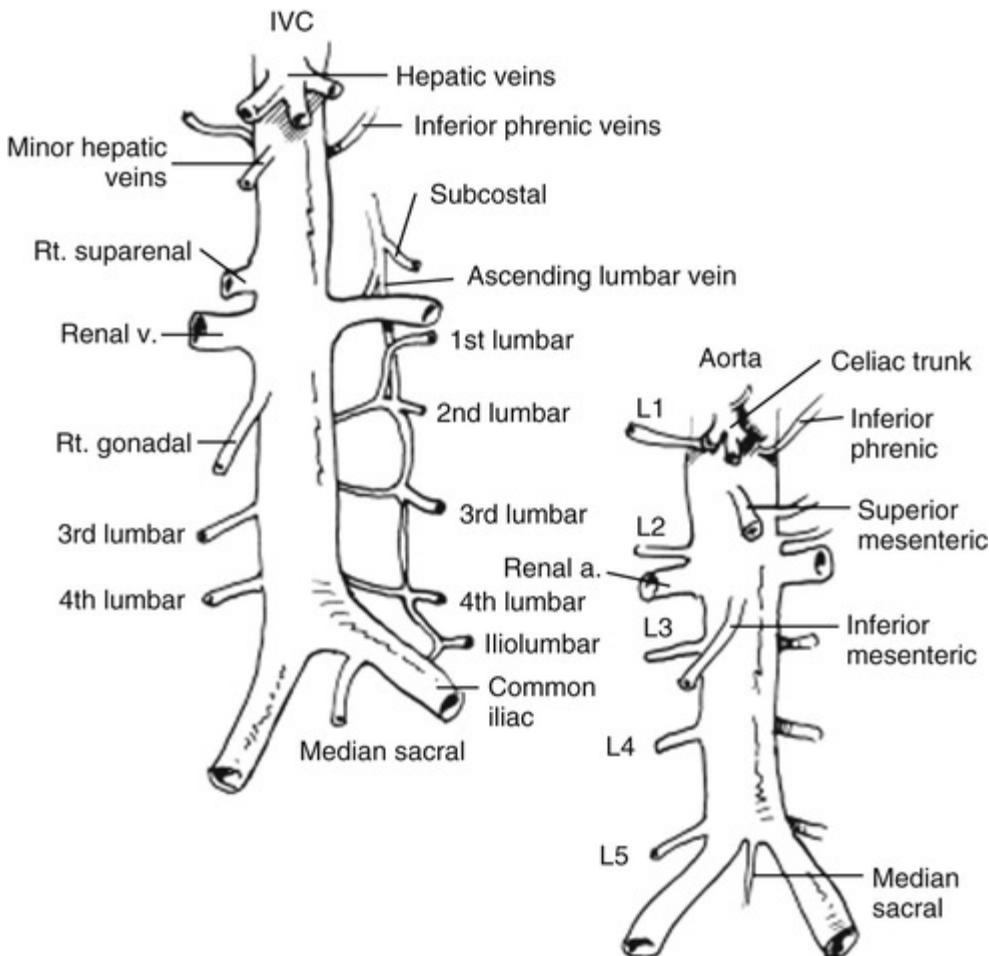 IVC
Hepatic veins
Inferior phrenic veins
Minor hepatic
veins
Subcostal
Rt. suparenal
Ascending lumbar vein
Renal v.
1st lumbar
2nd lumbar
Rt. gonadal
3rd lumbar
3rd lumbar
4th lumbar
4th lumbar
Iliolumbar
Common
iliac
Median sacral
Aorta
Celiac trunk
L1
Inferior
phrenic
Superior
mesenteric
L2
Renal a.
L3
Inferior
mesenteric
L4
L5
Median
sacral